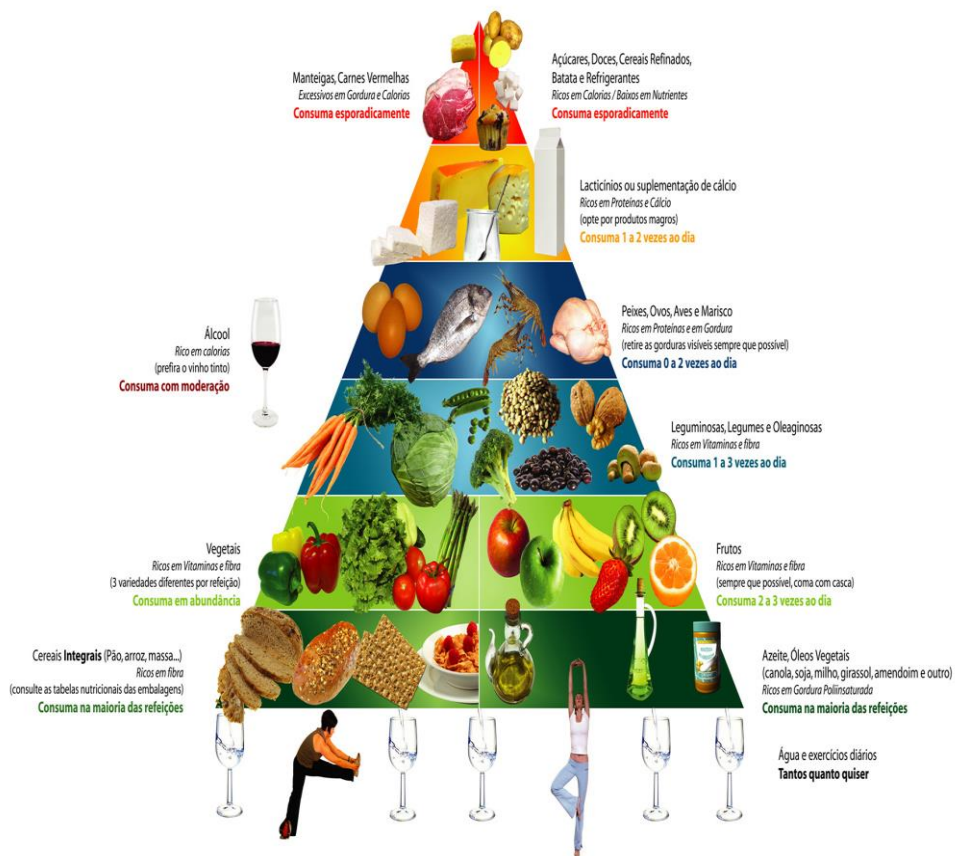 Manteigas, Carnes Vermelhas
Excessivos em Gordura e Calorias
Consuma esporadicamente
Açúcares, Doces, Cereais Refinados,
Batata e Refrigerantes
Ricos em Calorias / Baixos em Nutrientes
Consuma esporadicamente
Lacticínios ou suplementação de cálcio
Ricos em Proteínas e Cálcio
(opte por produtos magros)
Consuma 1 a 2 vezes ao dia
Peixes, Ovos, Aves e Marisco
Ricos em Proteínas e em Gordura
(retire as gorduras visíveis sempre que possível)
Consuma 0 a 2 vezes ao dia
Álcool
Rico em calorias
(prefira o vinho tinto)
Consuma com moderação
Leguminosas, Legumes e Oleaginosas
Ricos em Vitaminas e fibra
Consuma 1 a 3 vezes ao dia
Vegetais
Ricos em Vitaminas e fibra
(3 variedades diferentes por refeição)
Consuma em abundância
Frutos
Ricos em Vitaminas e fibra
(sempre que possível, coma com casca)
Consuma 2 a 3 vezes ao dia
Cereais Integrais (Pão, arroz, massa...)
Ricos em fibra
(consulte as tabelas nutricionais das embalagens)
Consuma na maioria das refeições
Azeite, Óleos Vegetais
(canola, soja, milho, girassol, amendoim e outro)
Ricos em Gordura Poliinsaturada
Consuma na maioria das refeições
Água e exercícios diários
Tantos quanto quiser